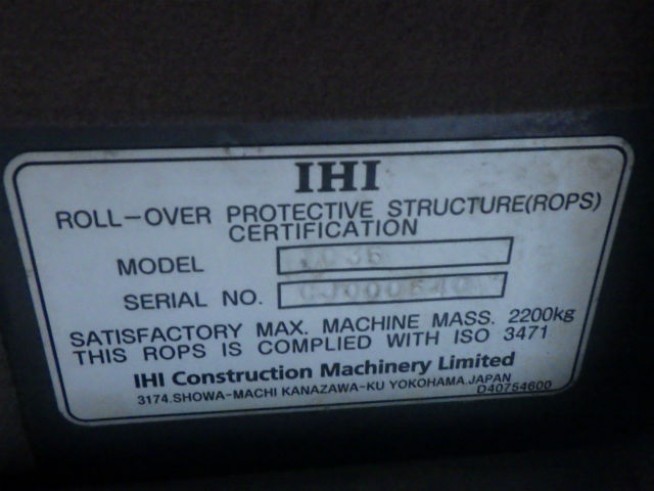 IHI
ROLL-OVER PROTECTIVE STRUCTURE(ROPS)
CERTIFICATION
MODEL
SERIAL NO.
SATISFACTORY MAX. MACHINE MASS. 2200kg
THIS ROPS IS COMPLIED WITH ISO 3471
IHI Construction Machinery Limited
3174.SHOWA-MACHI KANAZAWA-KU YOKOHAMA.JAPAN
D40754600